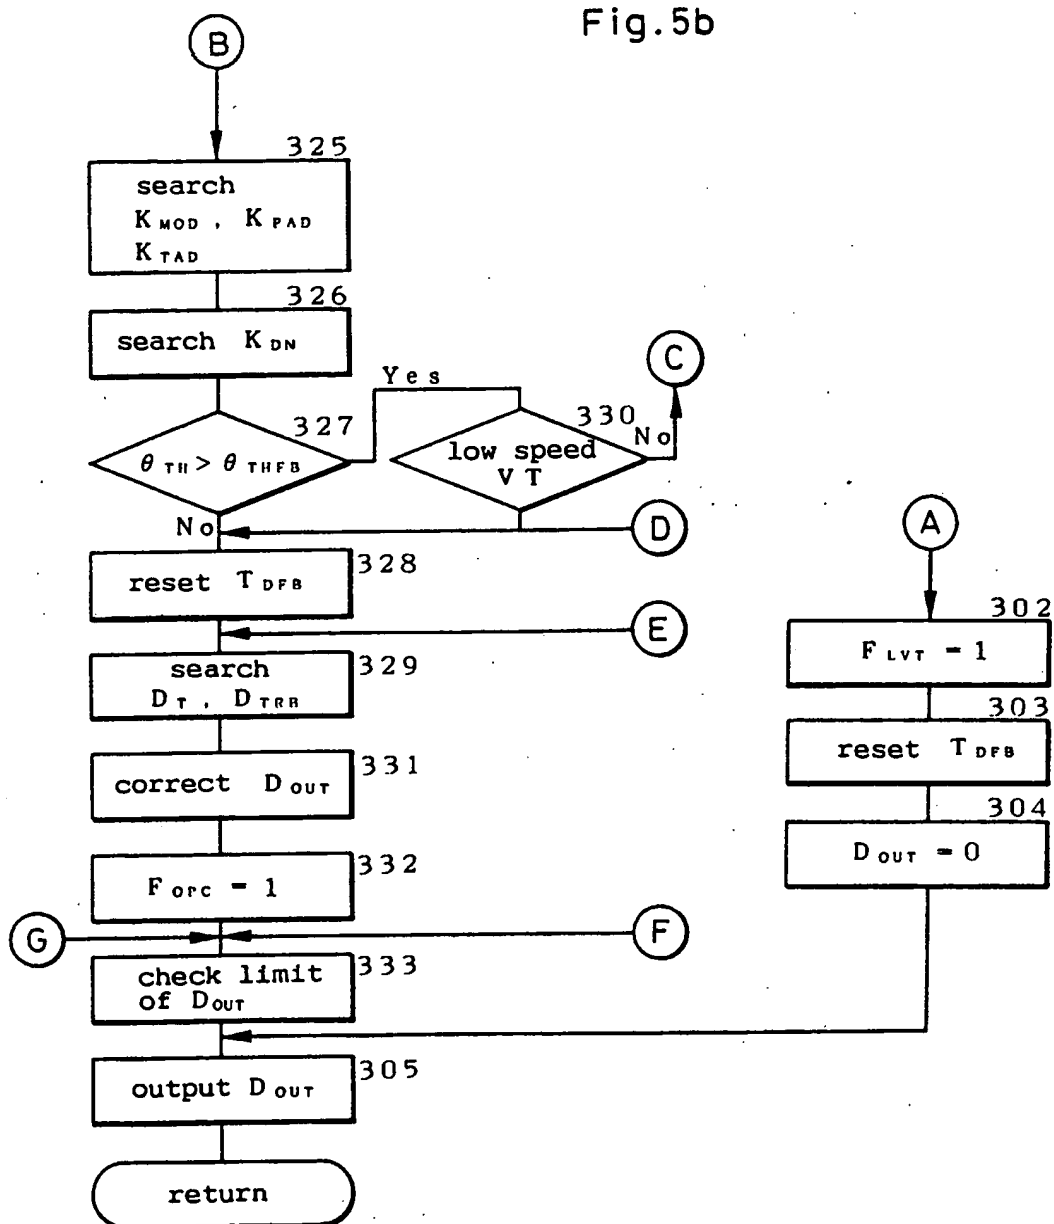 Fig.5b
B
325
search
K MOD , K PAD
K TAD
326
search K DN
Yes
C
327
θ TH > θ THFB
330
No
low speed
VT
No
D
A
328
reset T DFB
E
302
F LVT = 1
329
search
D T , D TRB
303
reset T DFB
331
correct D OUT
304
D OUT = 0
332
F OPC = 1
G
F
333
check limit
of D OUT
305
output D OUT
return